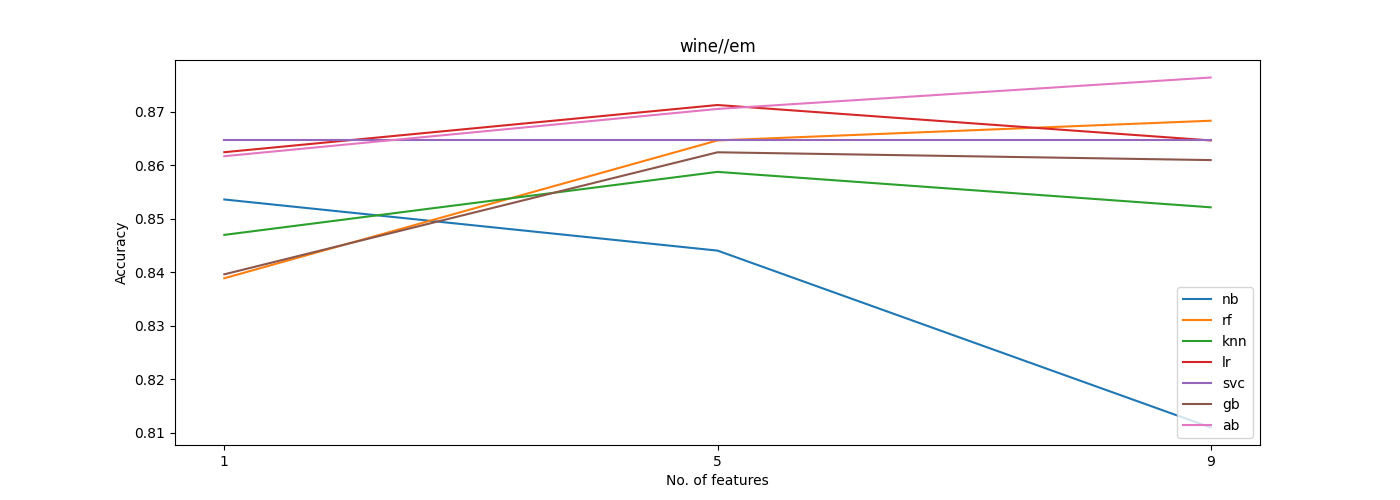 wine//em
Accuracy
0.87
0.86
0.85
0.84
0.83
0.82
0.81
1
5
9
No. of features
nb
rf
knn
lr
svc
gb
ab